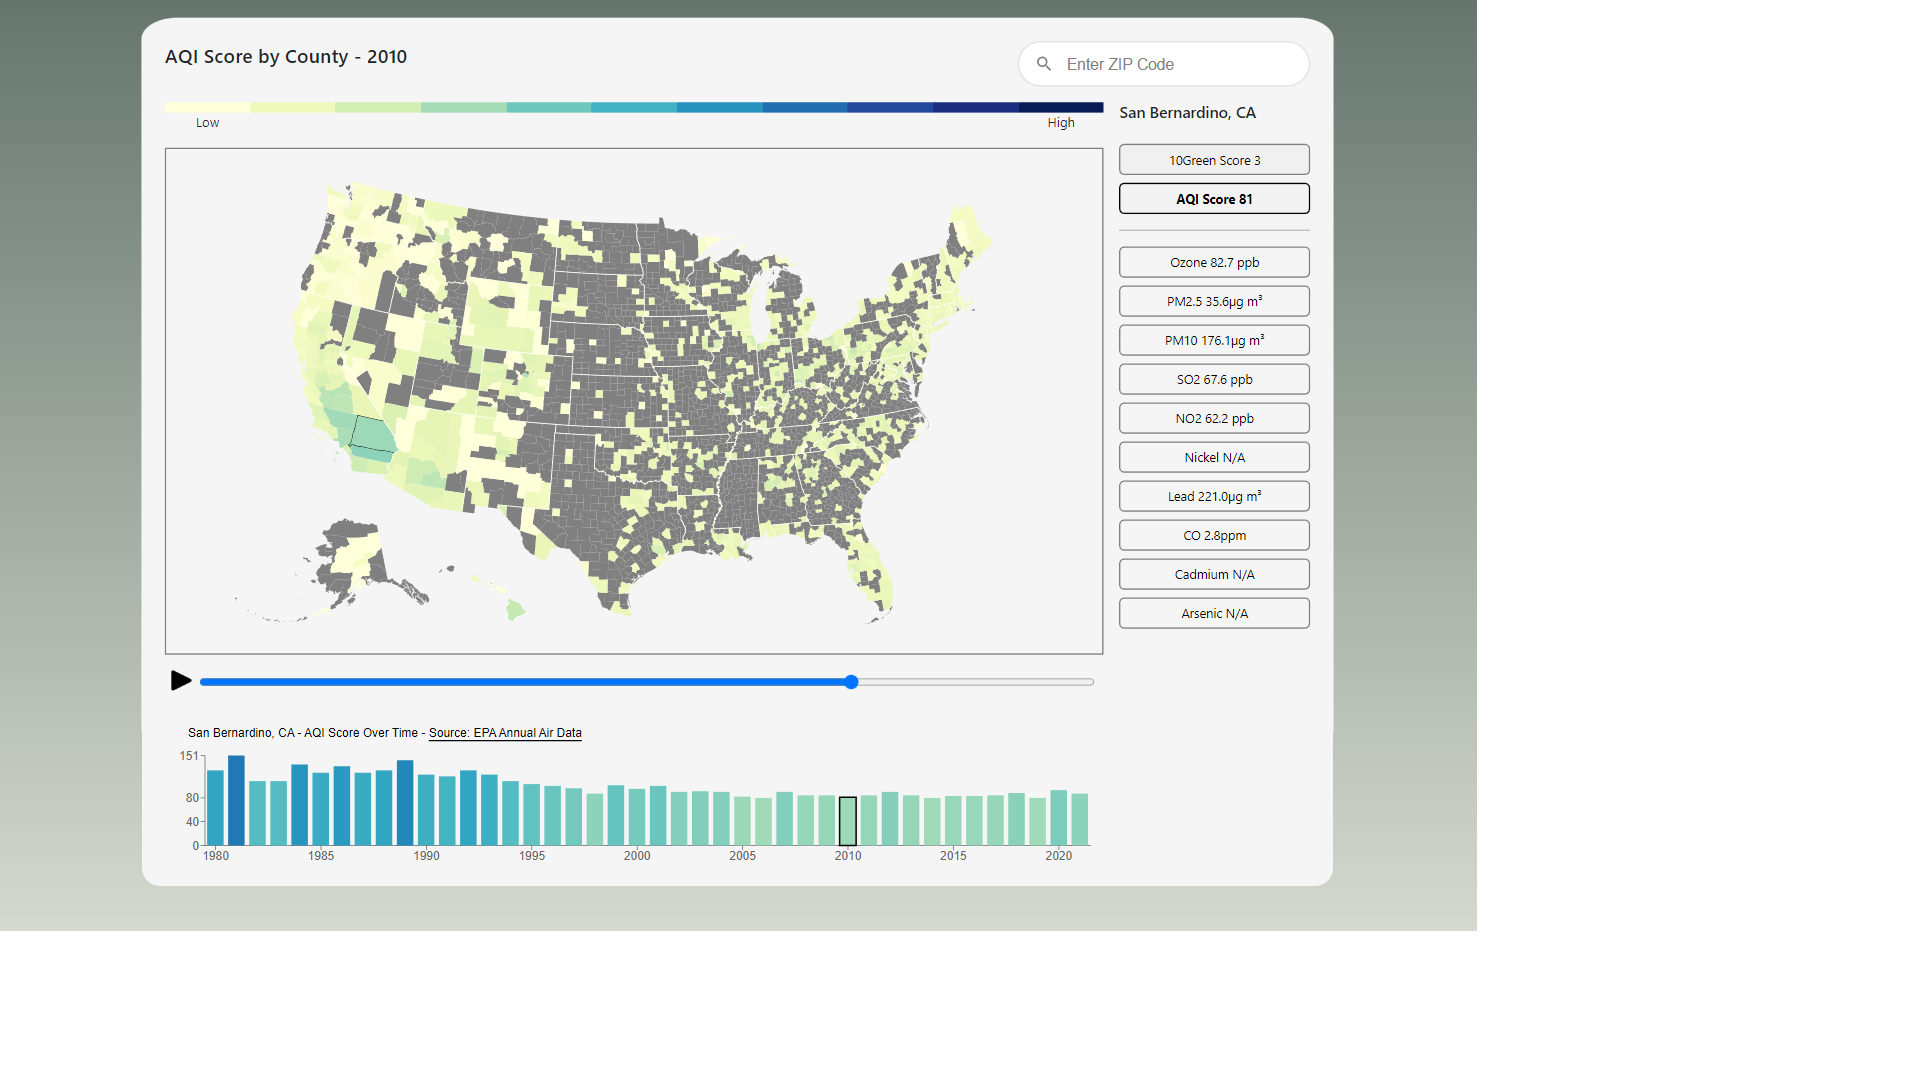 AQI Score by County - 2010
Enter ZIP Code
Low
High
San Bernardino, CA
10Green Score 3
AQI Score 81
Ozone 82.7 ppb
PM2.5 35.6µg m³
PM10 176.1µg m³
SO2 67.6 ppb
NO2 62.2 ppb
Nickel N/A
Lead 221.0µg m³
CO 2.8ppm
Cadmium N/A
Arsenic N/A
San Bernardino, CA - AQI Score Over Time - Source: EPA Annual Air Data
151
80
40
0
1980 1985 1990 1995 2000 2005 2010 2015 2020